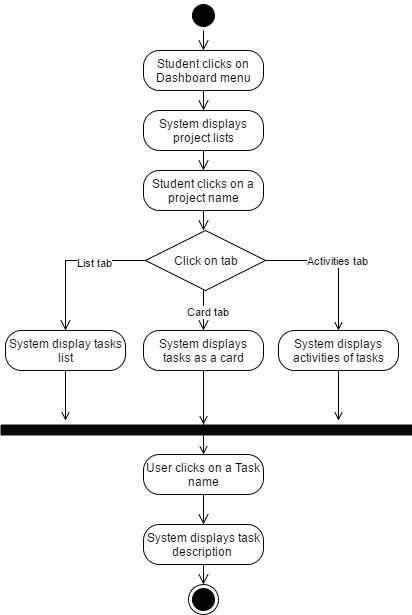 Student clicks on
Dashboard menu
System displays
project lists
Student clicks on a
project name
Click on tab
List tab
Activities tab
Card tab
System display tasks
list
System displays
tasks as a card
System displays
activities of tasks
User clicks on a Task
name
System displays task
description